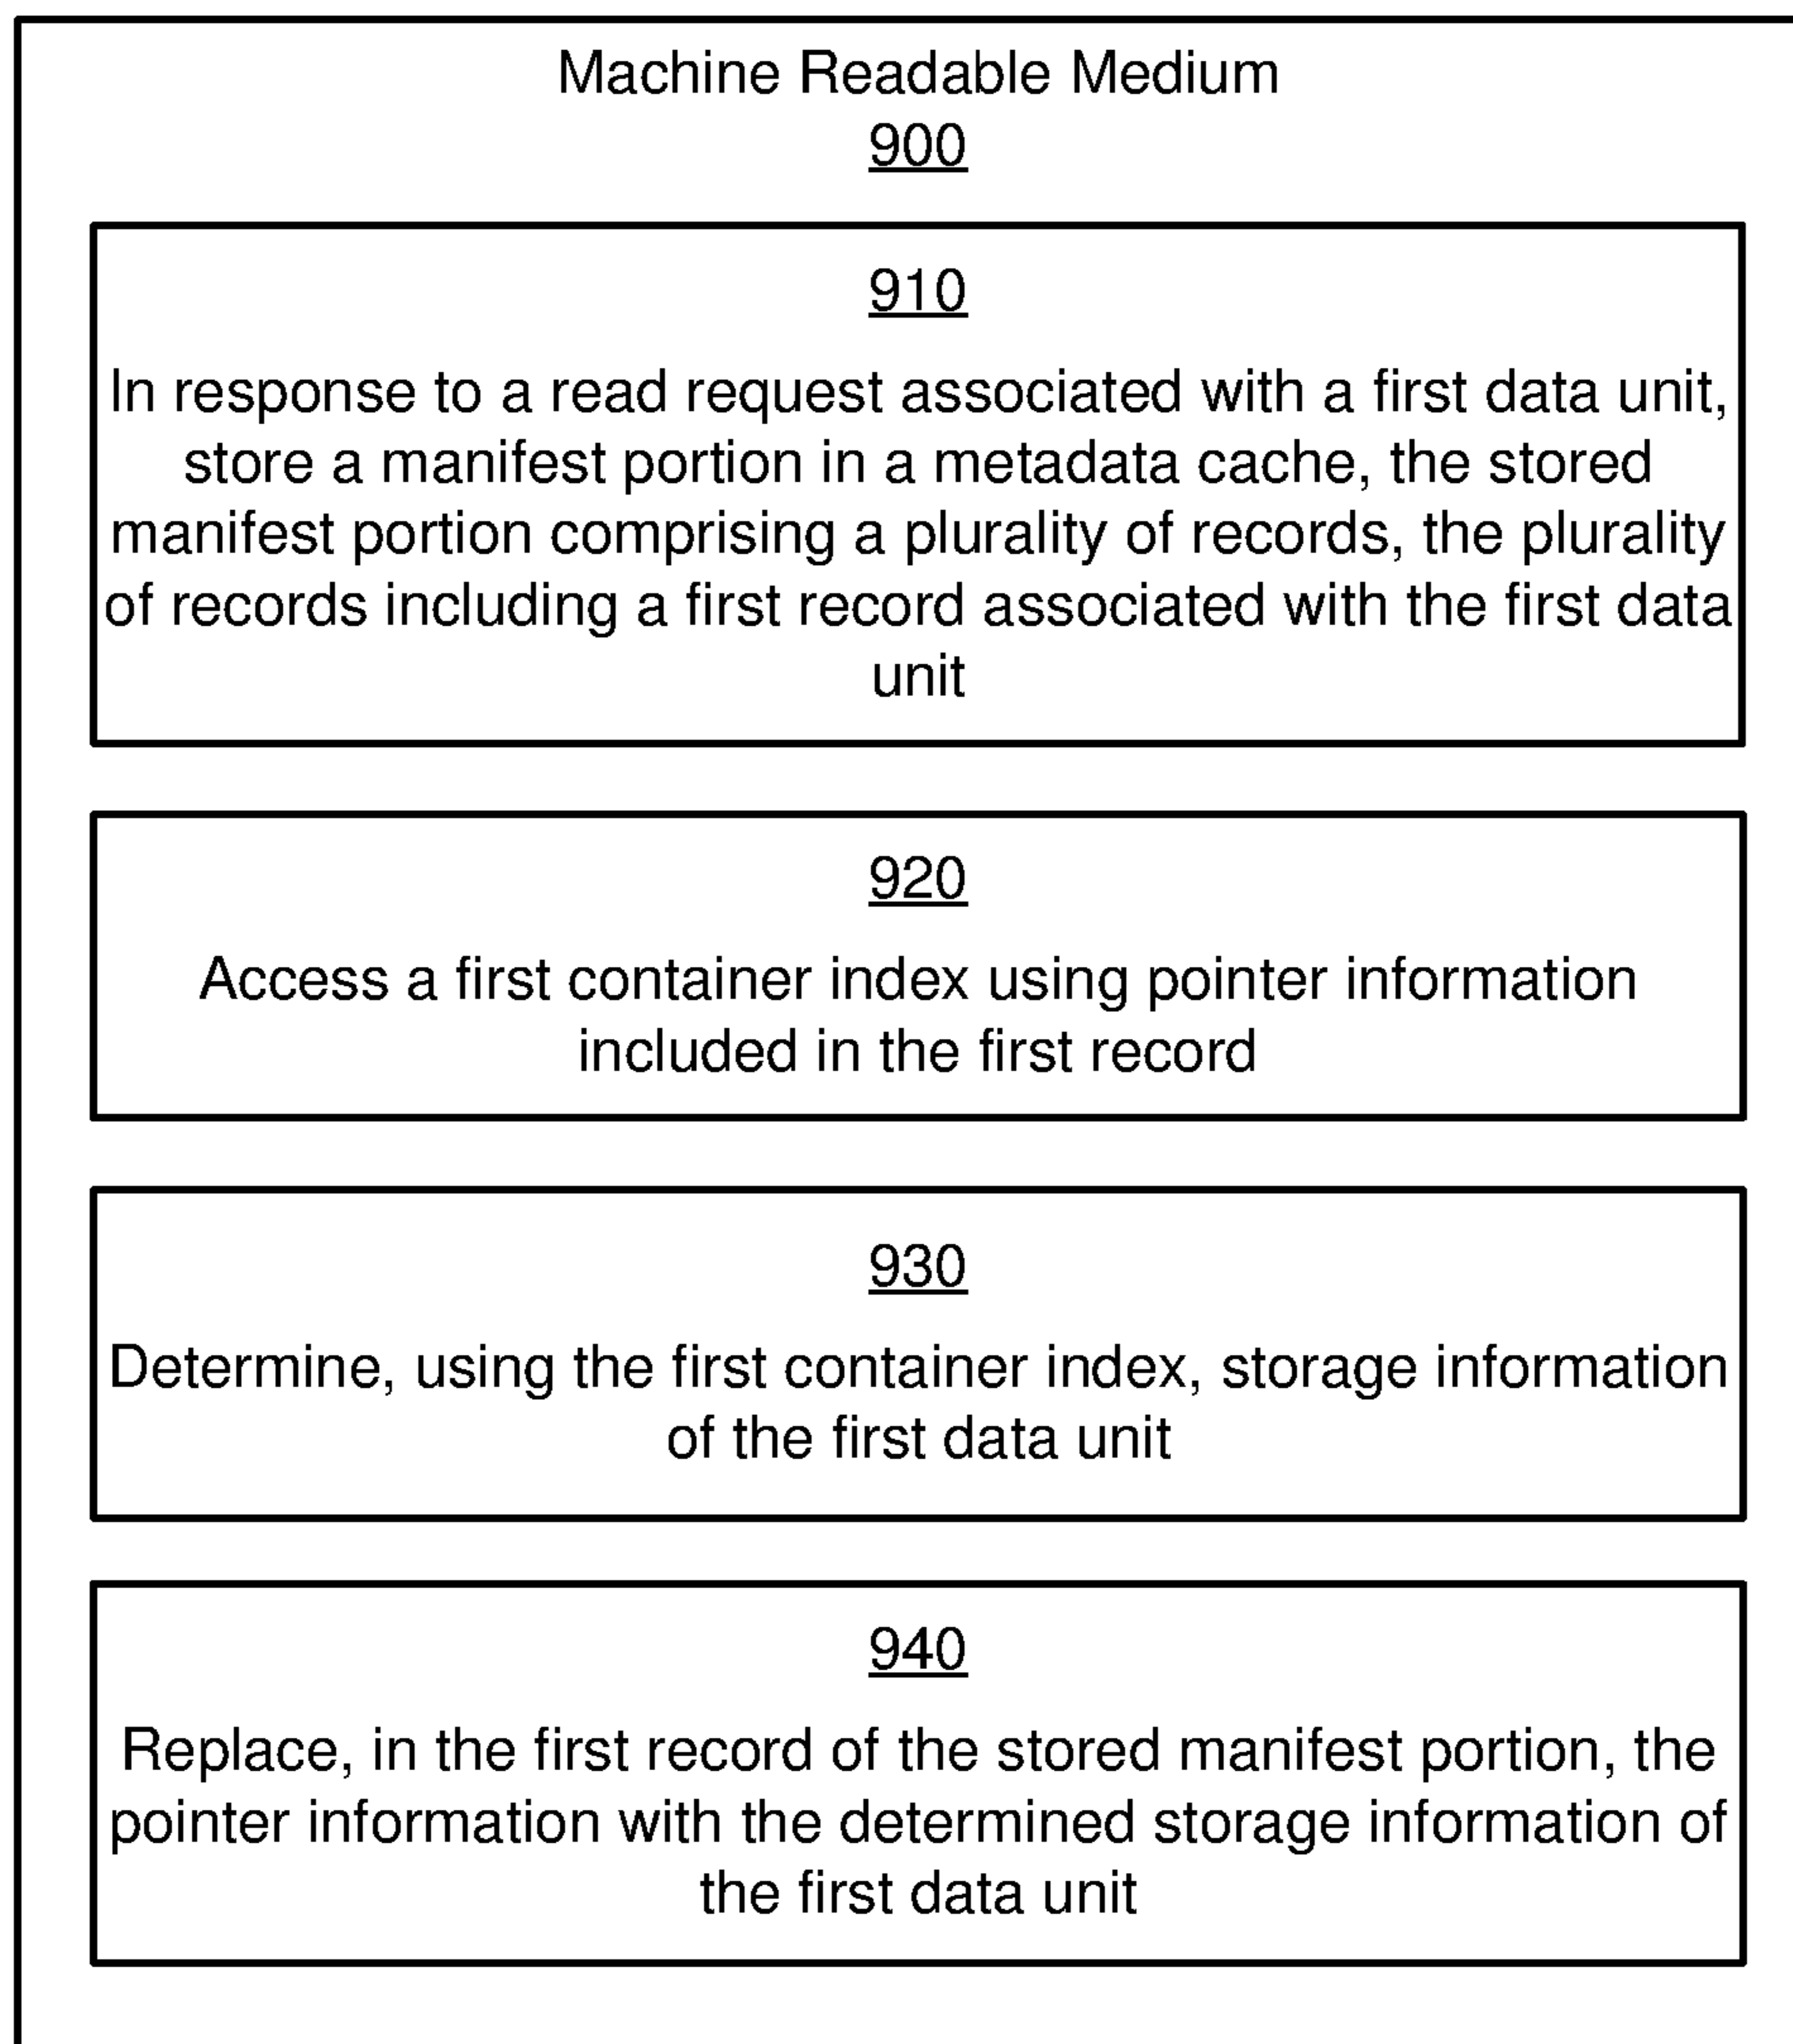 Machine Readable Medium
900
910
In response to a read request associated with a first data unit,
store a manifest portion in a metadata cache, the stored
manifest portion comprising a plurality of records, the plurality
of records including a first record associated with the first data
unit
920
Access a first container index using pointer information
included in the first record
930
Determine, using the first container index, storage information
of the first data unit
940
Replace, in the first record of the stored manifest portion, the
pointer information with the determined storage information of
the first data unit